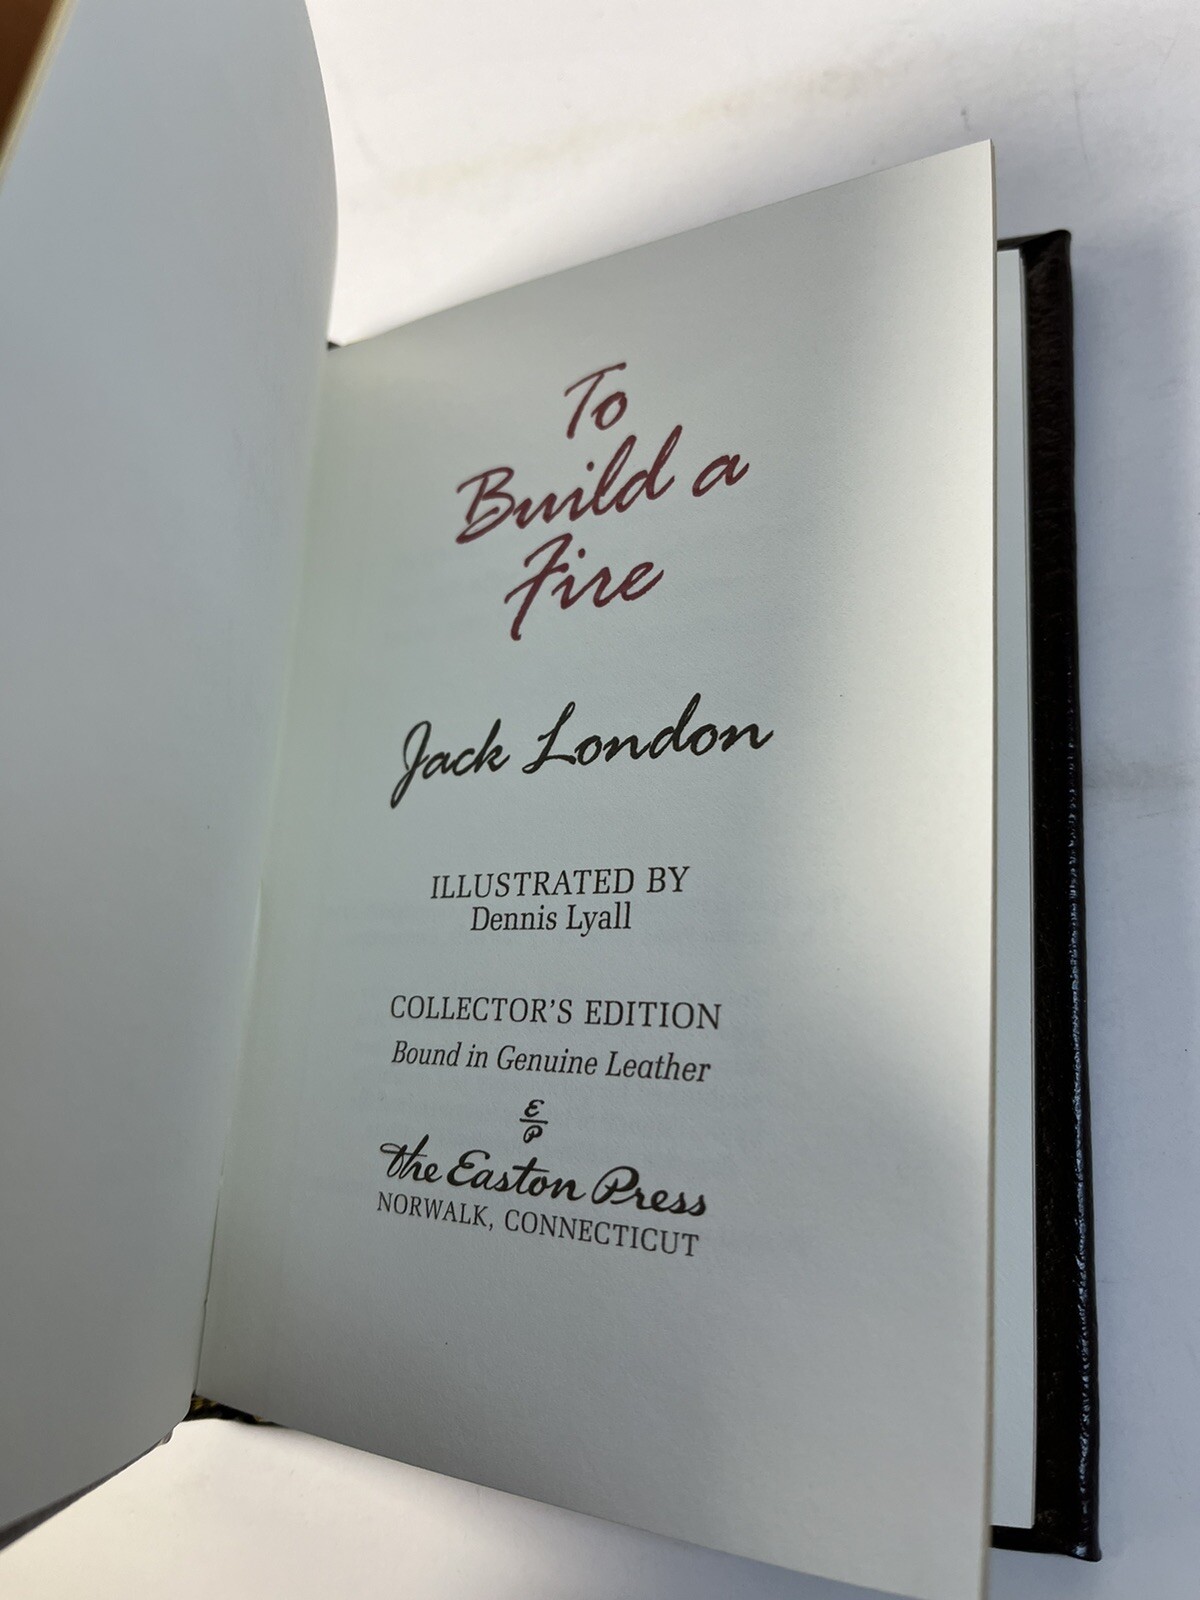 To
Build a
Fire
Jack London
ILLUSTRATED BY
Dennis Lyall
COLLECTOR'S EDITION
Bound in Genuine Leather
E
P
the Easton Press
NORWALK, CONNECTICUT